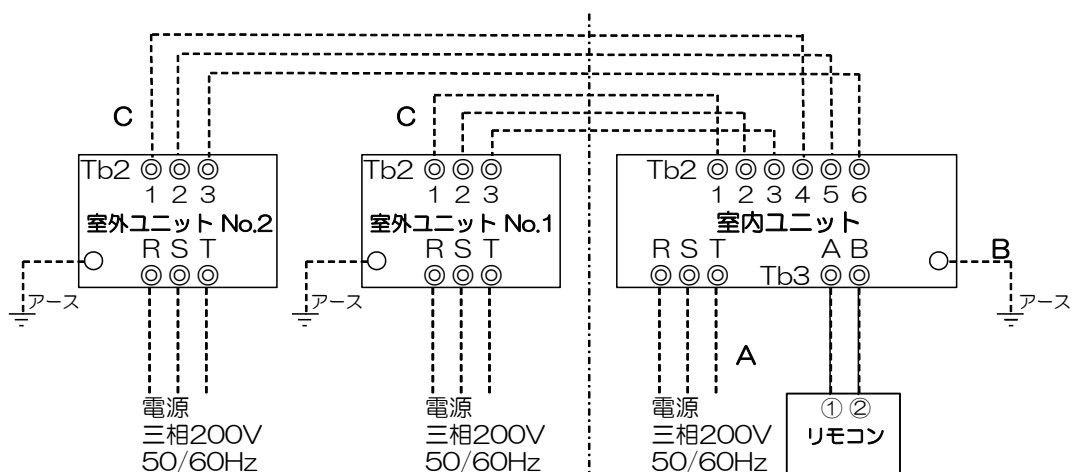 C
C
Tb2
1 2 3
室外ユニット No.2
R S T
アース
電源
三相200V
50/60Hz
Tb2
1 2 3
室外ユニット No.1
R S T
アース
電源
三相200V
50/60Hz
Tb2
1 2 3 4 5 6
室内ユニット
R S T
A B
Tb3
B
アース
A
電源
三相200V
50/60Hz
① ②
リモコン